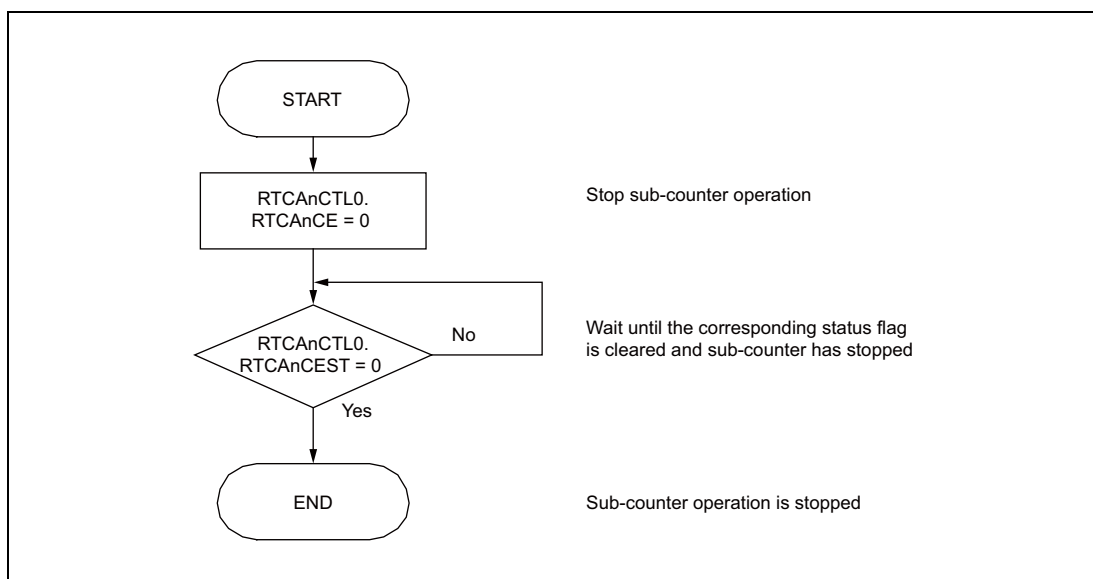 START
RTCAnCTL0.
RTCAnCE = 0
Stop sub-counter operation
RTCAnCTL0.
RTCAnCEST = 0
No
Wait until the corresponding status flag
is cleared and sub-counter has stopped
Yes
END
Sub-counter operation is stopped